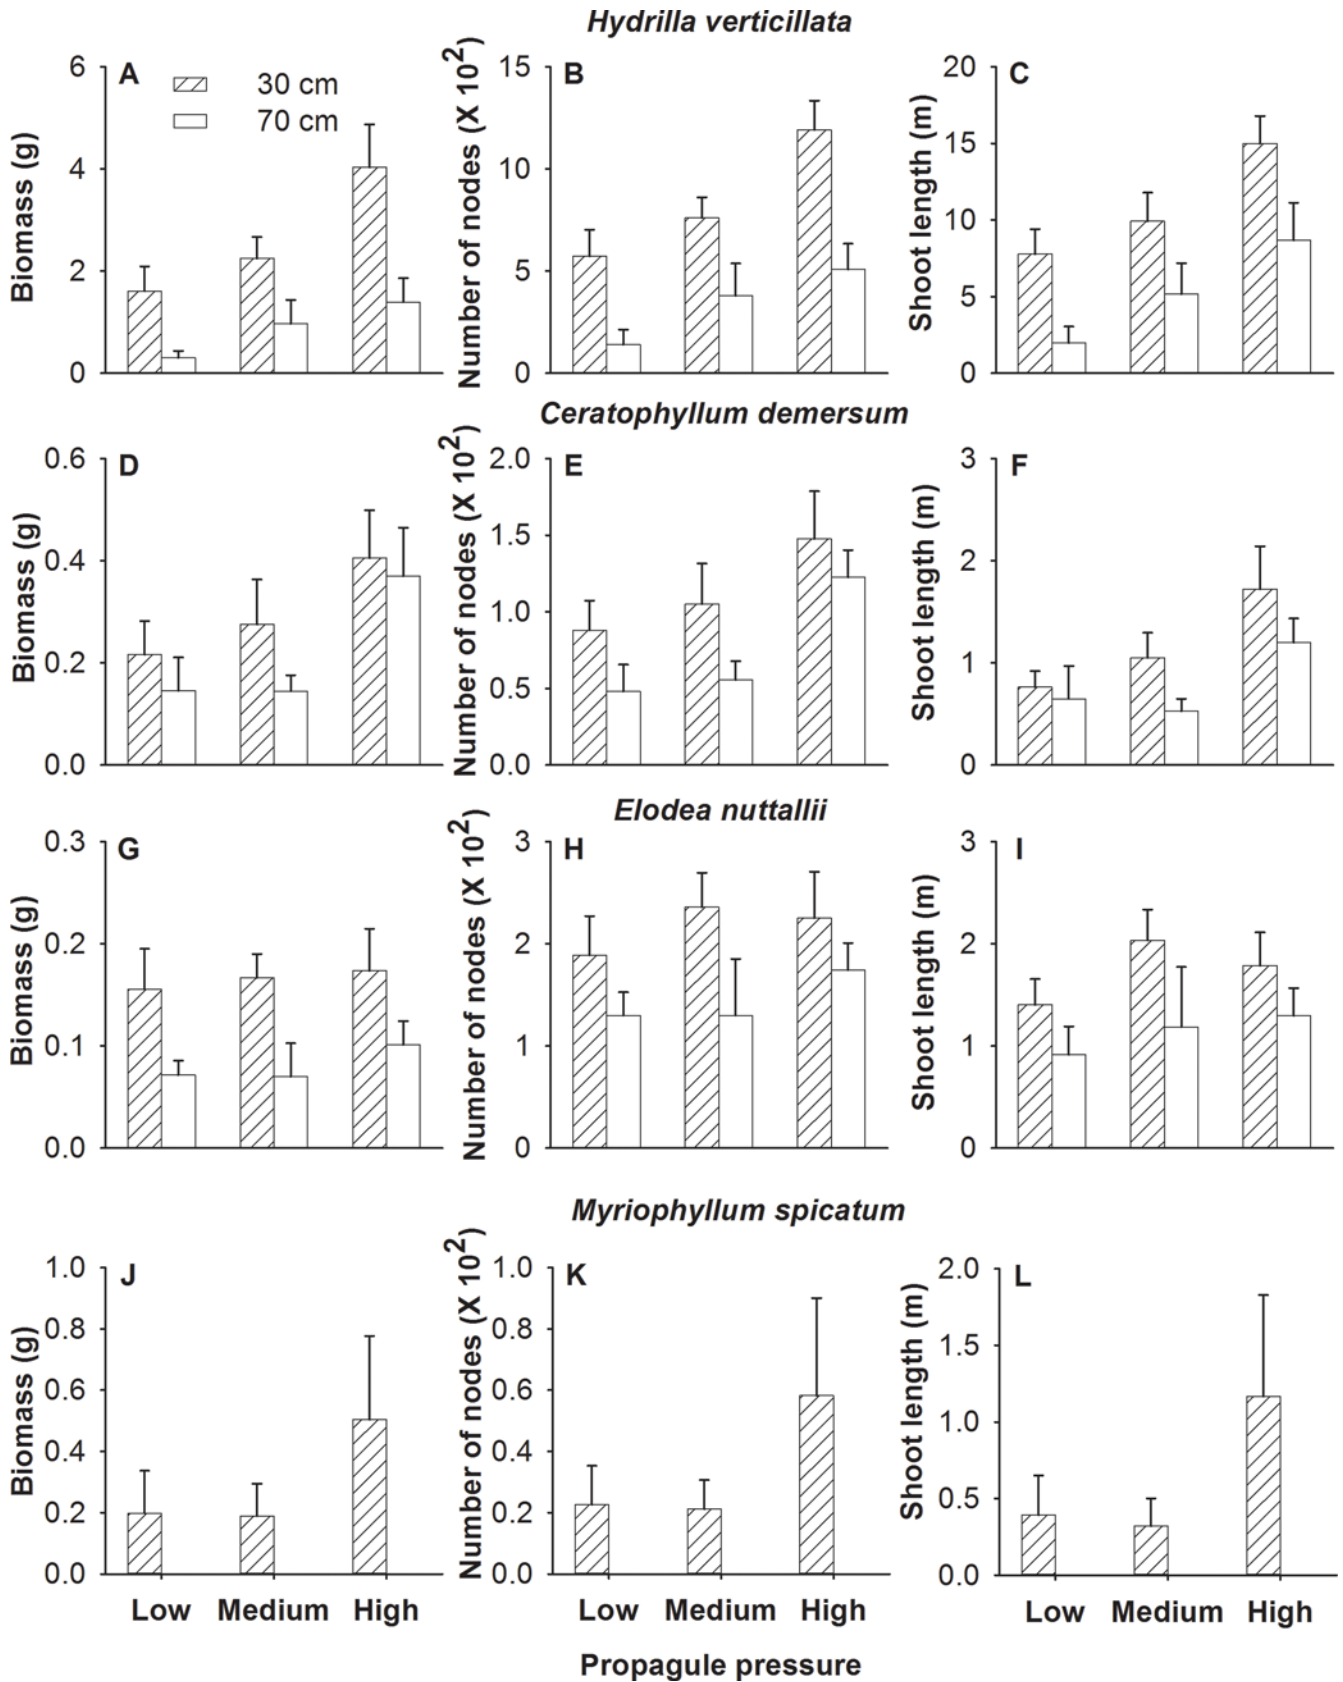 Hydrilla verticillata
A
30 cm
70 cm
Biomass (g)
6
4
2
0
B
Number of nodes (X 10²)
15
10
5
0
C
Shoot length (m)
20
15
10
5
0
Ceratophyllum demersum
D
Biomass (g)
0.6
0.4
0.2
0.0
E
Number of nodes (X 10²)
2.0
1.5
1.0
0.5
0.0
F
Shoot length (m)
3
2
1
0
Elodea nuttallii
G
Biomass (g)
0.3
0.2
0.1
0.0
H
Number of nodes (X 10²)
3
2
1
0
I
Shoot length (m)
3
2
1
0
Myriophyllum spicatum
J
Biomass (g)
1.0
0.8
0.6
0.4
0.2
0.0
Low Medium High
K
Number of nodes (X 10²)
1.0
0.8
0.6
0.4
0.2
0.0
Low Medium High
L
Shoot length (m)
2.0
1.5
1.0
0.5
0.0
Low Medium High
Propagule pressure